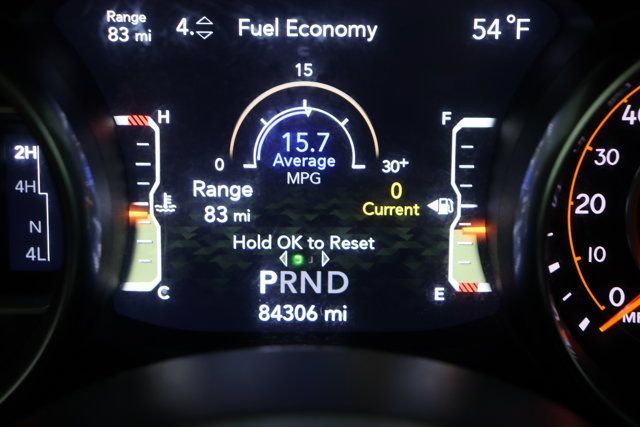 Range
83 mi
4.
Fuel Economy
54 °F
15
15.7
Average
MPG
0
30+
H
C
Range
83 mi
0
Current
F
E
Hold OK to Reset
PRND
84306 mi
2H
4H
N
4L
40
30
20
10
0